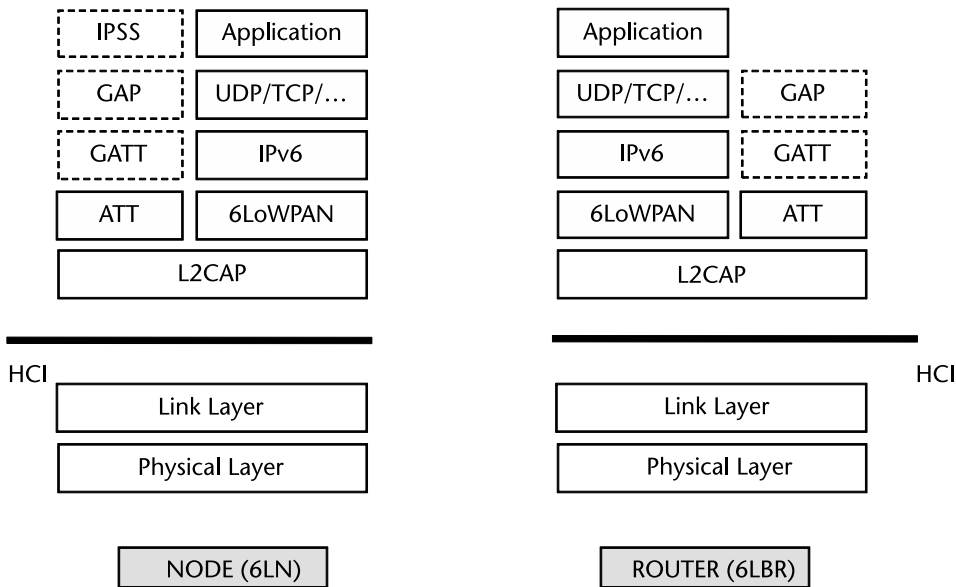 IPSS
Application
GAP
UDP/TCP/...
GATT
IPv6
ATT
6LoWPAN
L2CAP
HCI
Link Layer
Physical Layer
NODE (6LN)
Application
UDP/TCP/...
GAP
IPv6
GATT
6LoWPAN
ATT
L2CAP
HCI
Link Layer
Physical Layer
ROUTER (6LBR)